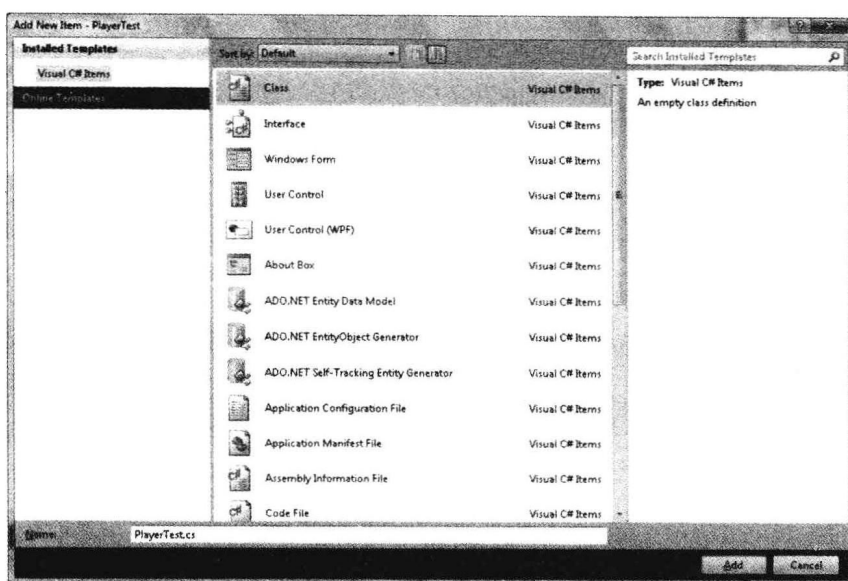 Add New Item - PlayerTest
Installed Templates
Visual C# Items
Online Templates
Sort by: Default
Search Installed Templates
Class Visual C# Items
Interface Visual C# Items
Windows Form Visual C# Items
User Control Visual C# Items
User Control (WPF) Visual C# Items
About Box Visual C# Items
ADO.NET Entity Data Model Visual C# Items
ADO.NET EntityObject Generator Visual C# Items
ADO.NET Self-Tracking Entity Generator Visual C# Items
Application Configuration File Visual C# Items
Application Manifest File Visual C# Items
Assembly Information File Visual C# Items
Code File Visual C# Items
Type: Visual C# Items
An empty class definition
Name: PlayerTest.cs
Add Cancel